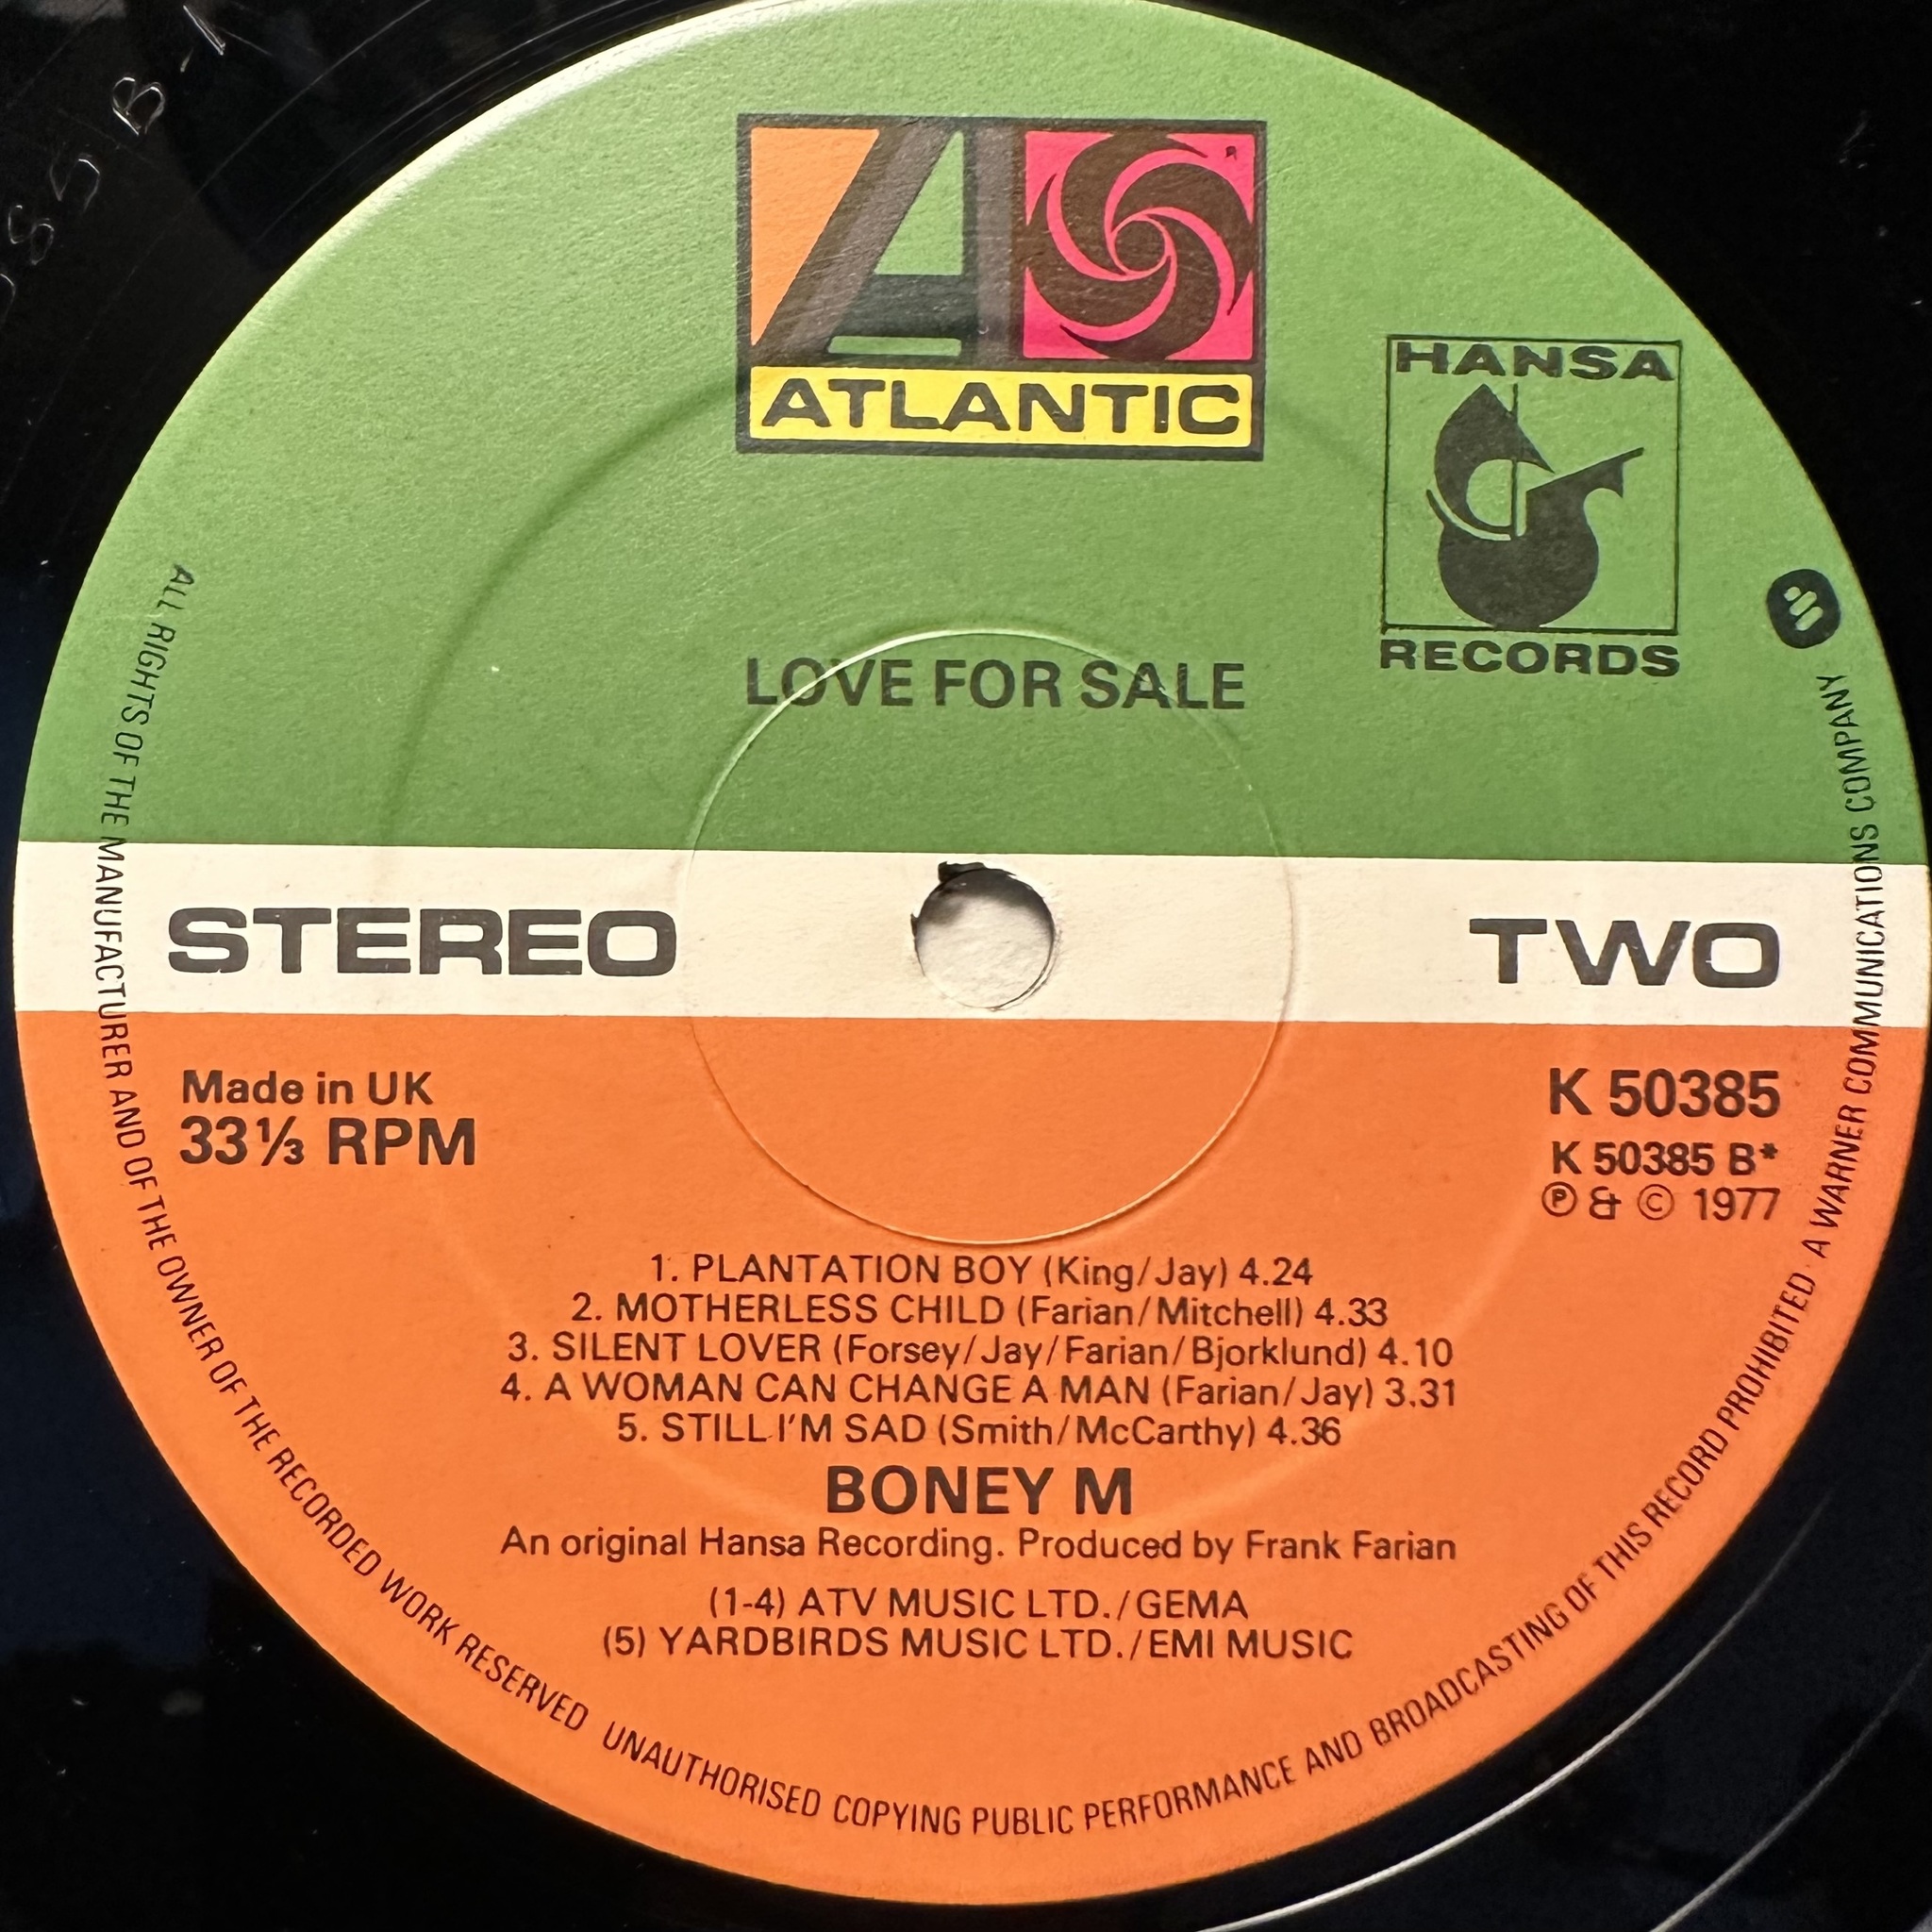 ATLANTIC
HANSA
RECORDS
LOVE FOR SALE
STEREO
TWO
Made in UK
33⅓ RPM
K 50385
K 50385 B*
℗ & © 1977
1. PLANTATION BOY (King/Jay) 4.24
2. MOTHERLESS CHILD (Farian/Mitchell) 4.33
3. SILENT LOVER (Forsey/Jay/Farian/Bjorklund) 4.10
4. A WOMAN CAN CHANGE A MAN (Farian/Jay) 3.31
5. STILL I'M SAD (Smith/McCarthy) 4.36
BONEY M
An original Hansa Recording. Produced by Frank Farian
(1-4) ATV MUSIC LTD./GEMA
(5) YARDBIRDS MUSIC LTD./EMI MUSIC
ALL RIGHTS OF THE MANUFACTURER AND OF THE OWNER OF THE RECORDED WORK RESERVED UNAUTHORISED COPYING PUBLIC PERFORMANCE AND BROADCASTING OF THIS RECORD PROHIBITED A WARNER COMMUNICATIONS COMPANY